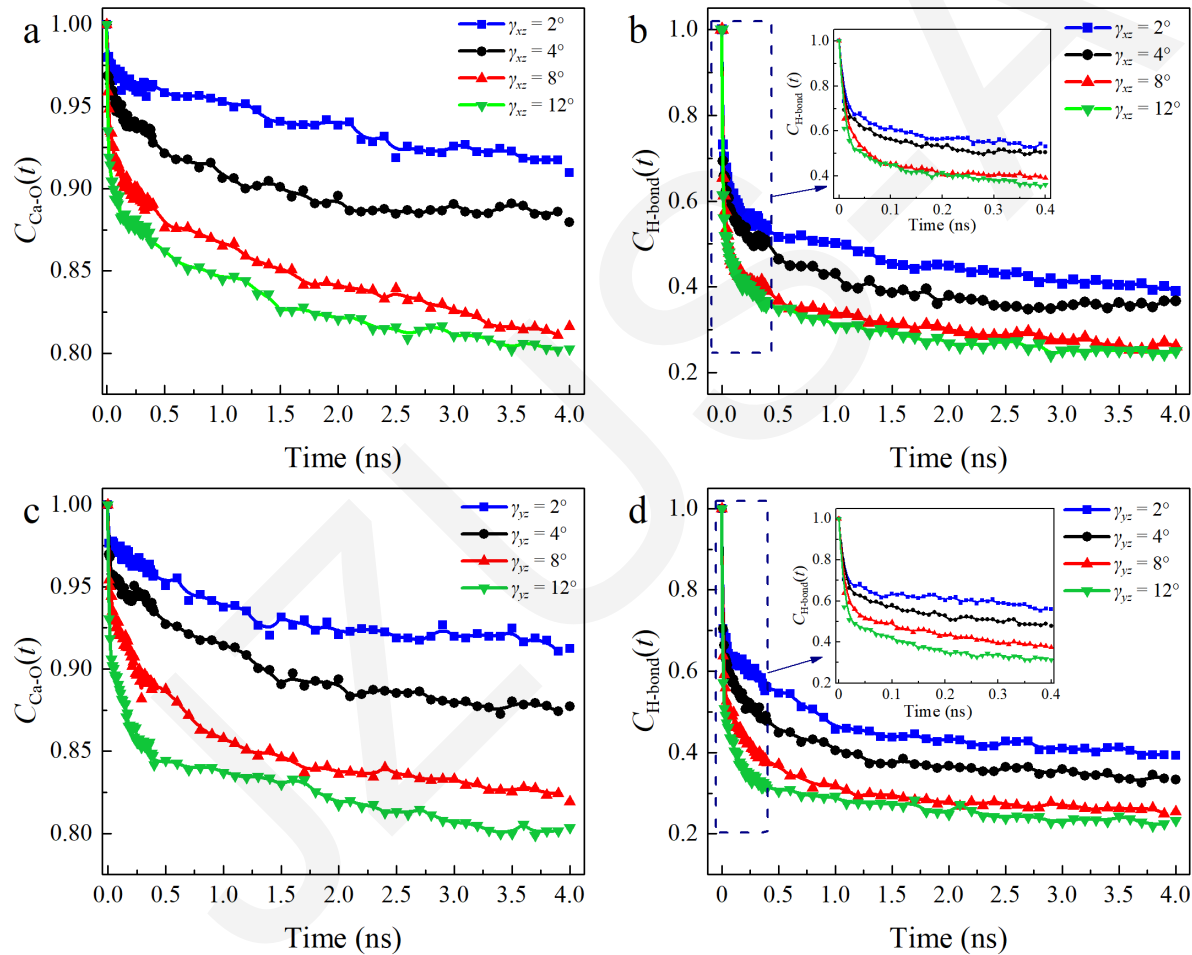 a
1.00
0.95
0.90
0.85
0.80
C_Ca-O(t)
γxz = 2°
γxz = 4°
γxz = 8°
γxz = 12°
0.0 0.5 1.0 1.5 2.0 2.5 3.0 3.5 4.0
Time (ns)
b
1.0
0.8
0.6
0.4
0.2
C_H-bond(t)
γxz = 2°
γxz = 4°
γxz = 8°
γxz = 12°
1.0
0.8
0.6
0.4
C_H-bond(t)
0 0.1 0.2 0.3 0.4
Time (ns)
0.0 0.5 1.0 1.5 2.0 2.5 3.0 3.5 4.0
Time (ns)
c
1.00
0.95
0.90
0.85
0.80
C_Ca-O(t)
γyz = 2°
γyz = 4°
γyz = 8°
γyz = 12°
0.0 0.5 1.0 1.5 2.0 2.5 3.0 3.5 4.0
Time (ns)
d
1.0
0.8
0.6
0.4
0.2
C_H-bond(t)
γyz = 2°
γyz = 4°
γyz = 8°
γyz = 12°
1.0
0.8
0.6
0.4
0.2
C_H-bond(t)
0 0.1 0.2 0.3 0.4
Time (ns)
0.0 0.5 1.0 1.5 2.0 2.5 3.0 3.5 4.0
Time (ns)
JZUSA